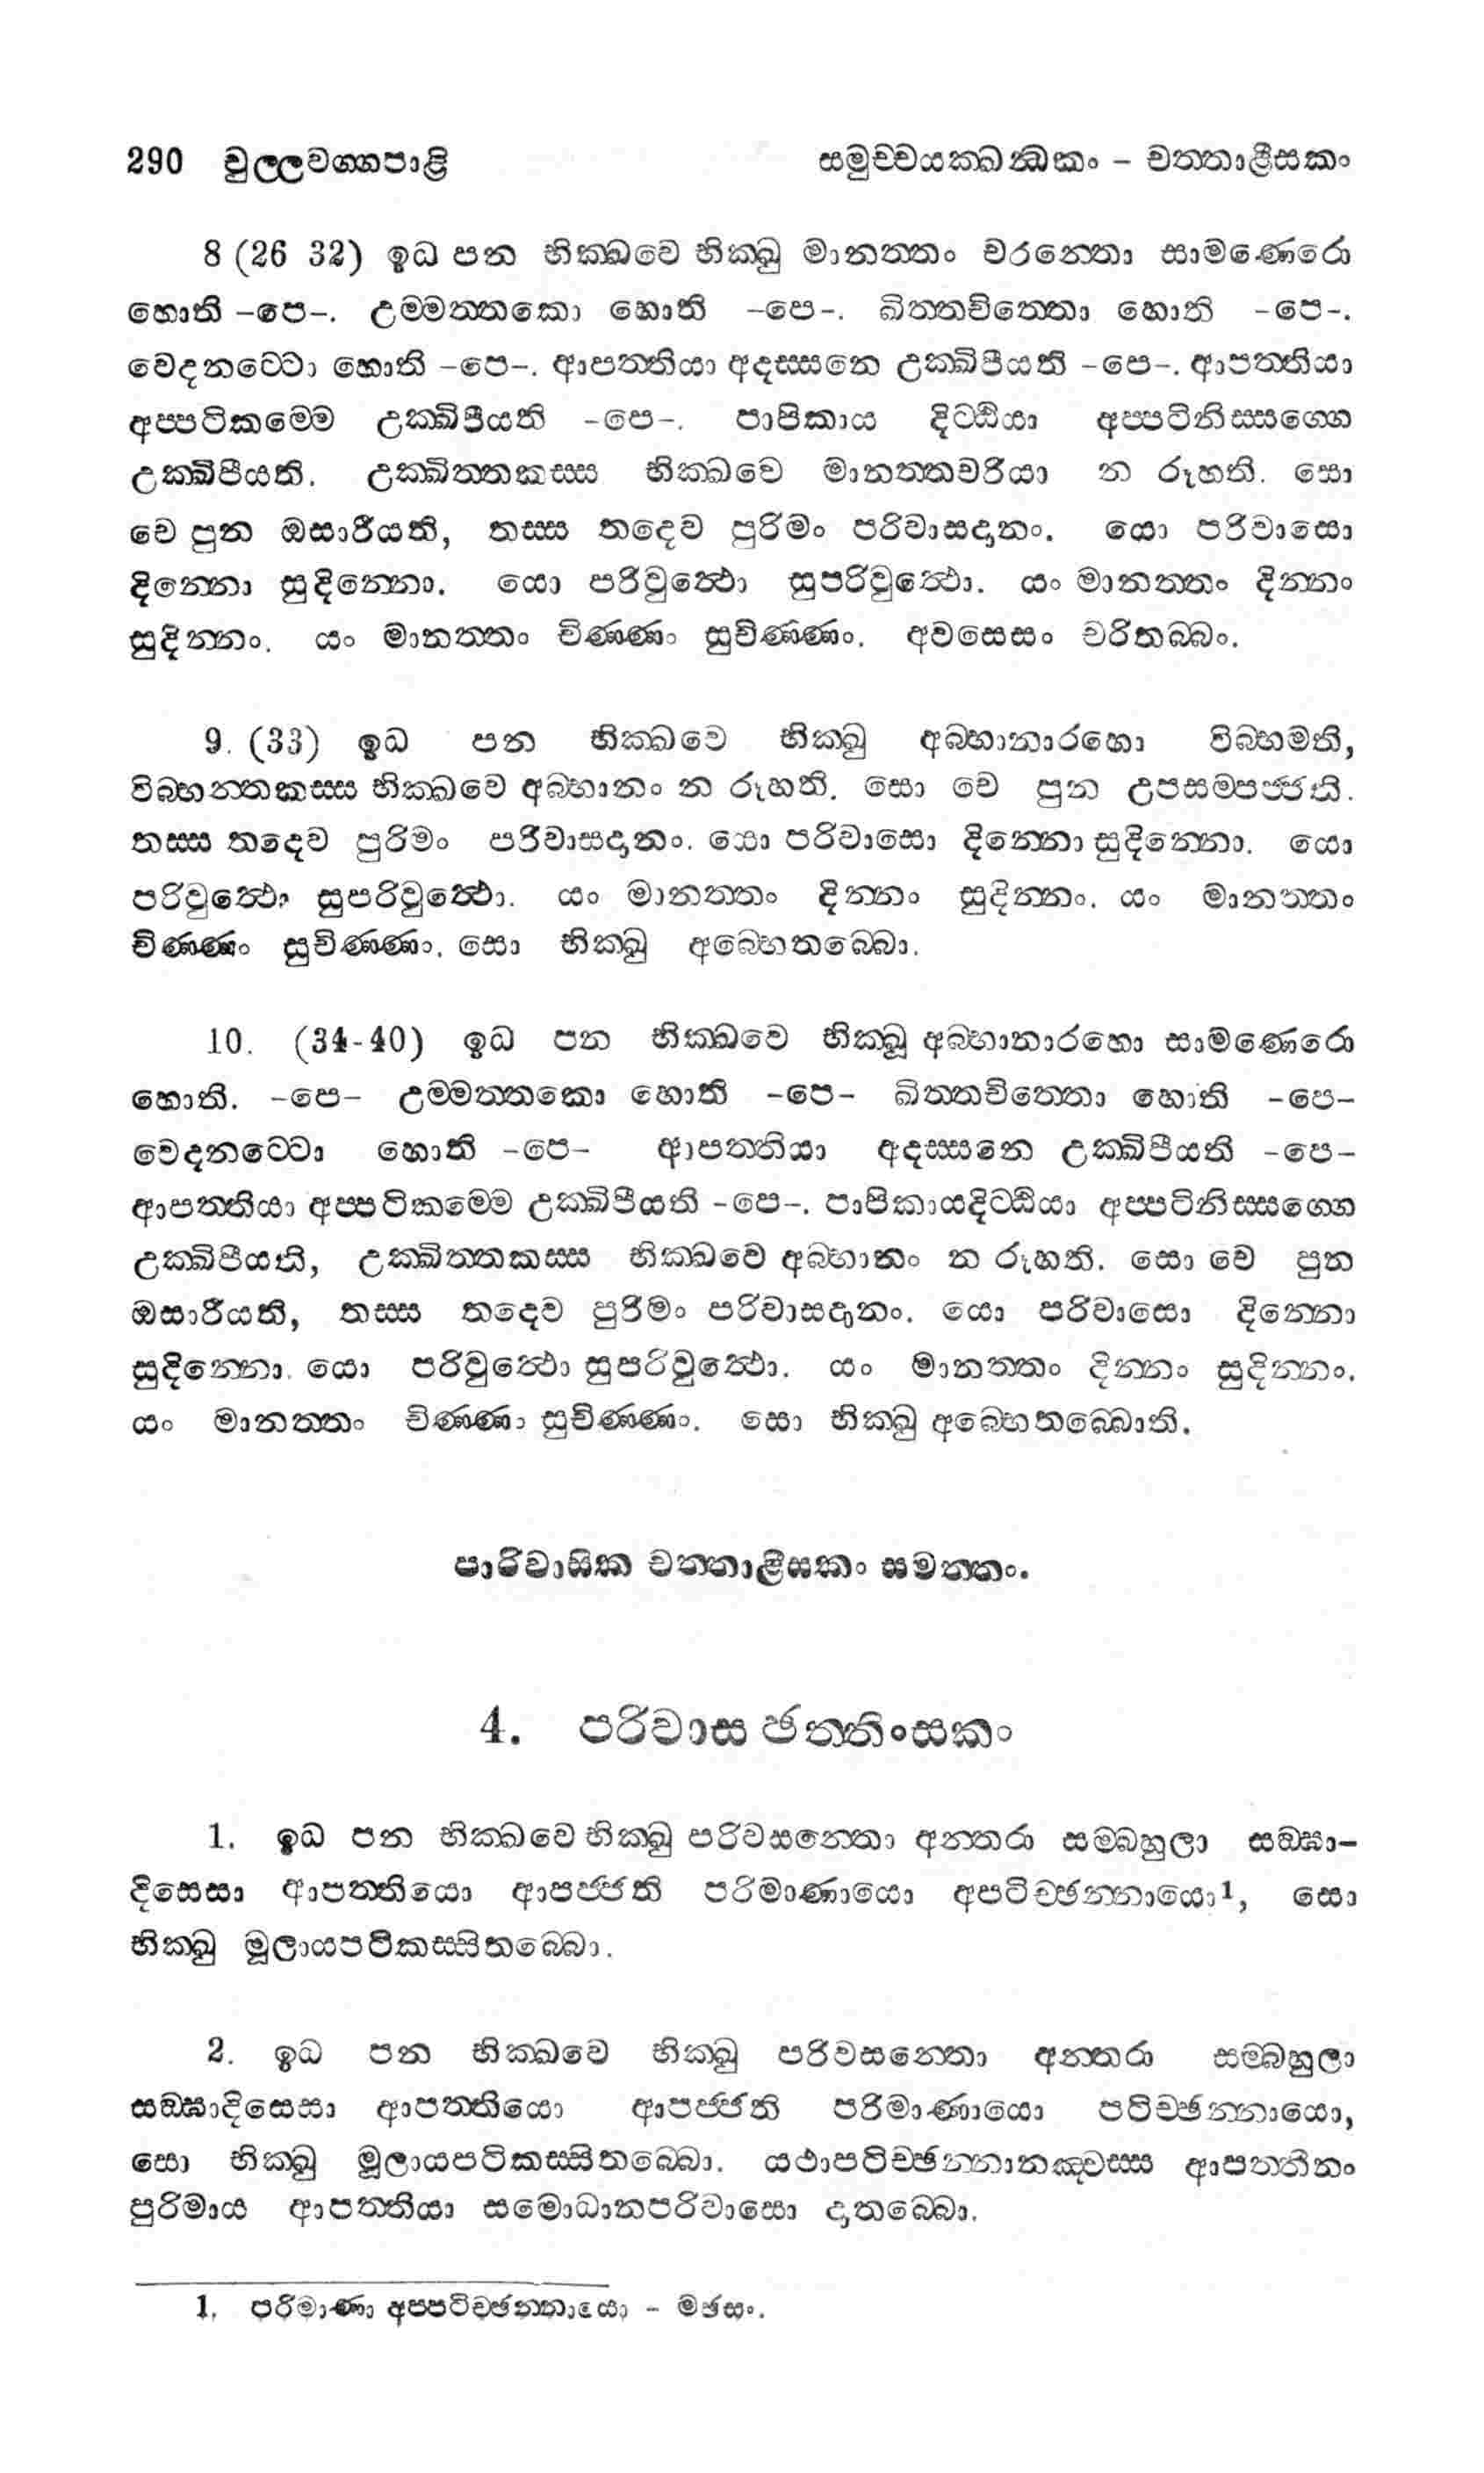 290 චුල්ලවග්ගපාළි සමුච්චයක්ඛන්ධකං – චත්තාළීසකං
8 (26 32) ඉධ පන භික්ඛවෙ භික්ඛු මානත්තං චරන්තො සාමණෙරො
හොති –පෙ–. උම්මත්තකො හොති –පෙ–. ඛිත්තචිත්තො හොති –පෙ–.
වෙදනට්ටො හොති –පෙ–. ආපත්තියා අදස්සනෙ උක්ඛිපීයති –පෙ–. ආපත්තියා
අප්පටිකම්මෙ උක්ඛිපීයති –පෙ–. පාපිකාය දිට්ඨියා අප්පටිනිස්සග්ගෙ
උක්ඛිපීයති. උක්ඛිත්තකස්ස භික්ඛවෙ මානත්තචරියා න රූහති. සො
චෙ පුන ඔසාරීයති, තස්ස තදෙව පුරිමං පරිවාසදානං. යො පරිවාසො
දින්නො සුදින්නො. යො පරිවුත්ථො සුපරිවුත්ථො. යං මානත්තං දින්නං
සුදින්නං. යං මානත්තං චිණ්ණං සුචිණ්ණං. අවසෙසං චරිතබ්බං.
9. (33) ඉධ පන භික්ඛවෙ භික්ඛු අබ්භානාරහො විබ්භමති,
විබ්භන්තකස්ස භික්ඛවෙ අබ්භානං න රූහති. සො චෙ පුන උපසම්පජ්ජති.
තස්ස තදෙව පුරිමං පරිවාසදානං. යො පරිවාසො දින්නො සුදින්නො. යො
පරිවුත්ථො සුපරිවුත්ථො. යං මානත්තං දින්නං සුදින්නං. යං මානත්තං
චිණ්ණං සුචිණ්ණං. සො භික්ඛු අබ්භෙතබ්බො.
10. (34-40) ඉධ පන භික්ඛවෙ භික්ඛූ අබ්භානාරහො සාමණෙරො
හොති. –පෙ– උම්මත්තකො හොති –පෙ– ඛිත්තචිත්තො හොති –පෙ–
වෙදනට්ටො හොති –පෙ– ආපත්තියා අදස්සනෙ උක්ඛිපීයති –පෙ–
ආපත්තියා අප්පටිකම්මෙ උක්ඛිපීයති –පෙ–. පාපිකායදිට්ඨියා අප්පටිනිස්සග්ගෙ
උක්ඛිපීයති, උක්ඛිත්තකස්ස භික්ඛවෙ අබ්භානං න රූහති. සො චෙ පුන
ඔසාරීයති, තස්ස තදෙව පුරිමං පරිවාසදානං. යො පරිවාසො දින්නො
සුදින්නො. යො පරිවුත්ථො සුපරිවුත්ථො. යං මානත්තං දින්නං සුදින්නං.
යං මානත්තං චිණ්ණං සුචිණ්ණං. සො භික්ඛු අබ්භෙතබ්බොති.
පාරිවාසික චත්තාළීසකං සමත්තං.
4. පරිවාස ඡත්තිංසකං
1. ඉධ පන භික්ඛවෙ භික්ඛු පරිවසන්තො අන්තරා සම්බහුලා සඞ්ඝා–
දිසෙසා ආපත්තියො ආපජ්ජති පරිමාණායො අපටිච්ඡන්නායො1, සො
භික්ඛු මූලායපටිකස්සිතබ්බො.
2. ඉධ පන භික්ඛවෙ භික්ඛු පරිවසන්තො අන්තරා සම්බහුලා
සඞ්ඝාදිසෙසා ආපත්තියො ආපජ්ජති පරිමාණායො පටිච්ඡන්නායො,
සො භික්ඛු මූලායපටිකස්සිතබ්බො. යථාපටිච්ඡන්නානඤ්චස්ස ආපත්තීනං
පුරිමාය ආපත්තියා සමොධානපරිවාසො දාතබ්බො.
1. පරිමාණා අප්පටිච්ඡන්නායො – මඡසං.